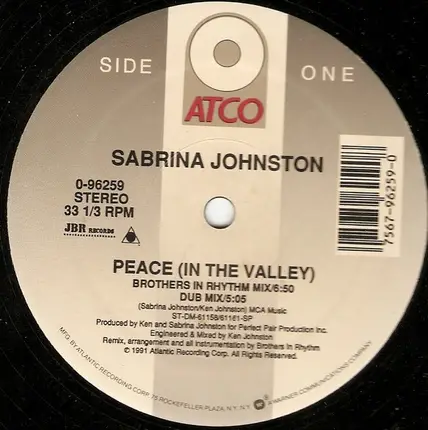 SIDE ONE
ATCO
SABRINA JOHNSTON
0-96259
STEREO
33 1/3 RPM
JBR RECORDS
7567-96259-0
PEACE (IN THE VALLEY)
BROTHERS IN RHYTHM MIX/6:50
DUB MIX/5:05
(Sabrina Johnston/Ken Johnston) MCA Music
ST-DM-61158/61161-SP
Produced by Ken and Sabrina Johnston for Perfect Pair Production Inc.
Engineered & Mixed by Ken Johnston
Remix, arrangement and all instrumentation by Brothers In Rhythm
© 1991 Atlantic Recording Corp. All Rights Reserved.
MFG. BY ATLANTIC RECORDING CORP. 75 ROCKEFELLER PLAZA, N.Y., N.Y. A WARNER COMMUNICATIONS COMPANY